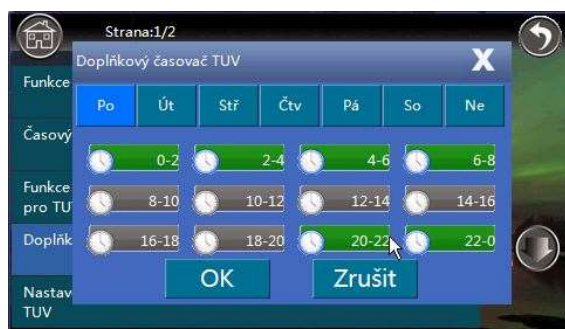 Strana:1/2
Doplňkový časovač TUV
X
Funkce
Po Út Stř Čtv Pá So Ne
Časový
0-2 2-4 4-6 6-8
Funkce
pro TU
8-10 10-12 12-14 14-16
Doplňk
16-18 18-20 20-22 22-0
OK Zrušit
Nastav
TUV